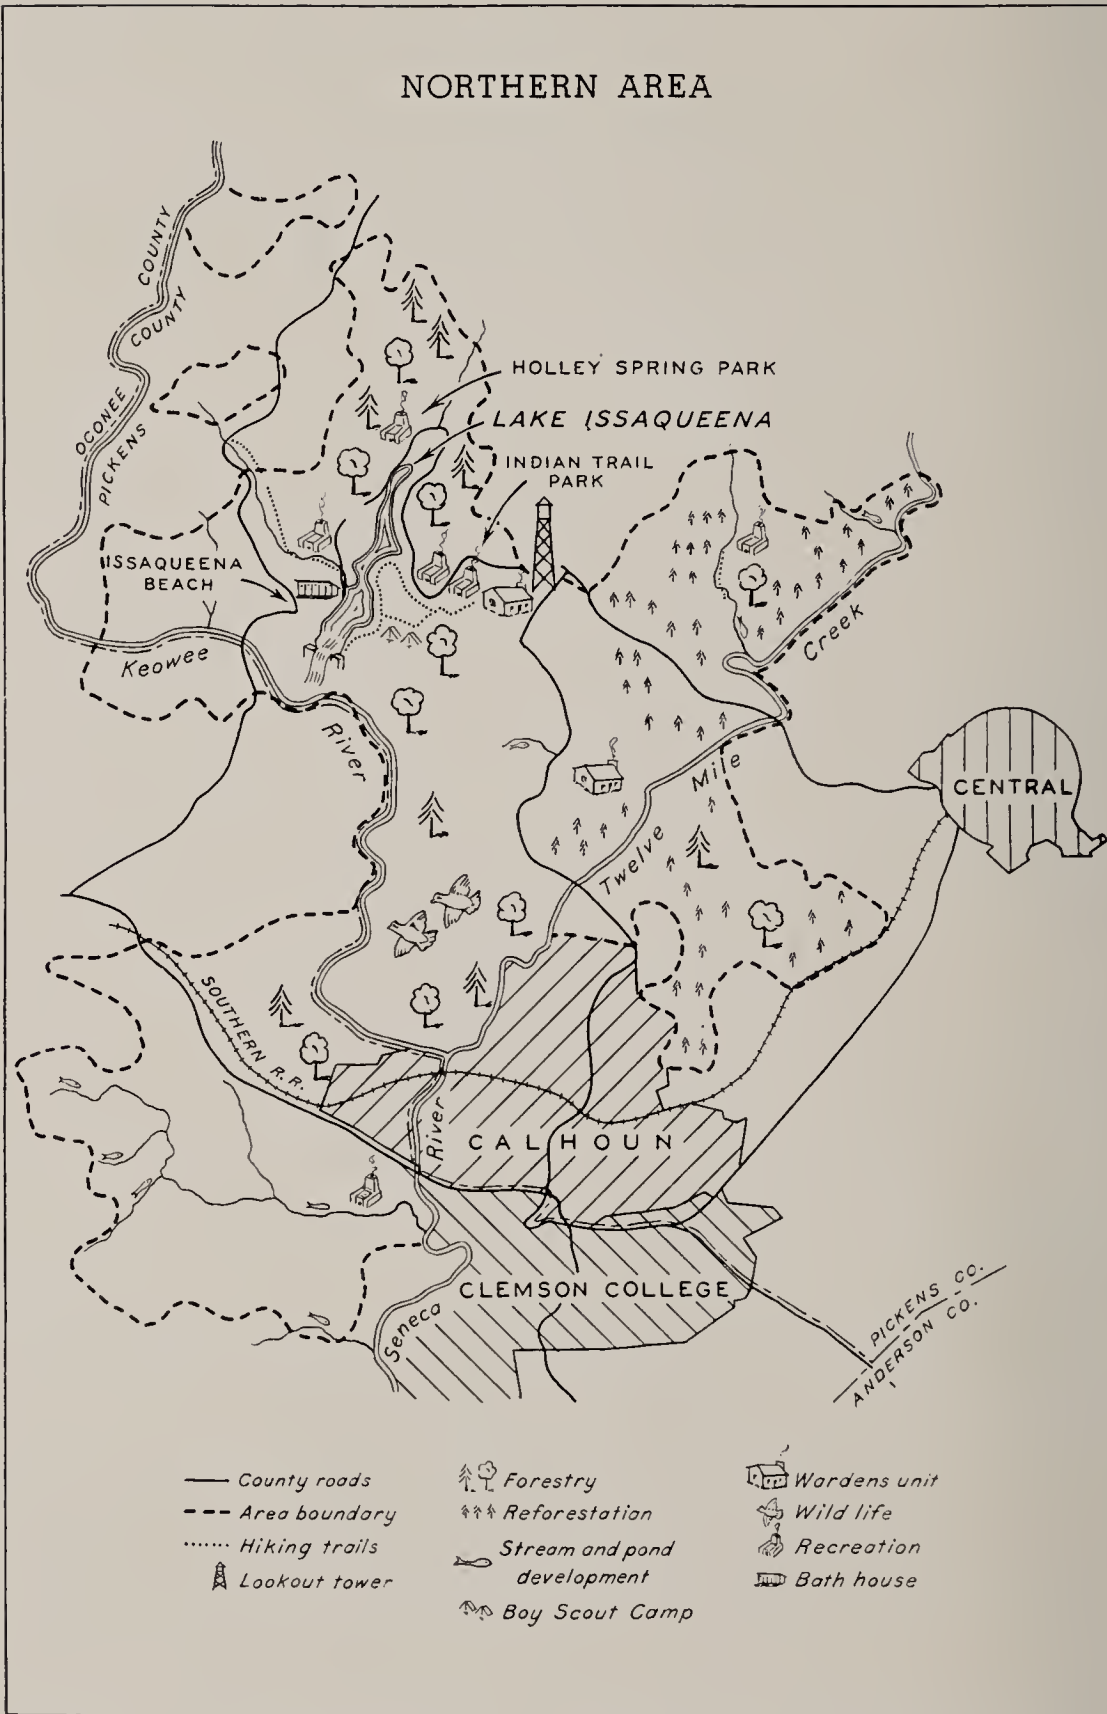 NORTHERN AREA
COUNTY
COUNTY
OCONEE
PICKENS
HOLLEY SPRING PARK
LAKE ISSAQUEENA
INDIAN TRAIL
PARK
ISSAQUEENA
BEACH
Keowee
River
Creek
Mile
Twelve
CENTRAL
SOUTHERN R.R.
River
CALHOUN
CLEMSON COLLEGE
Seneca
PICKENS CO.
ANDERSON CO.
County roads
Area boundary
Hiking trails
Lookout tower
Forestry
Reforestation
Stream and pond
development
Boy Scout Camp
Wardens unit
Wild life
Recreation
Bath house